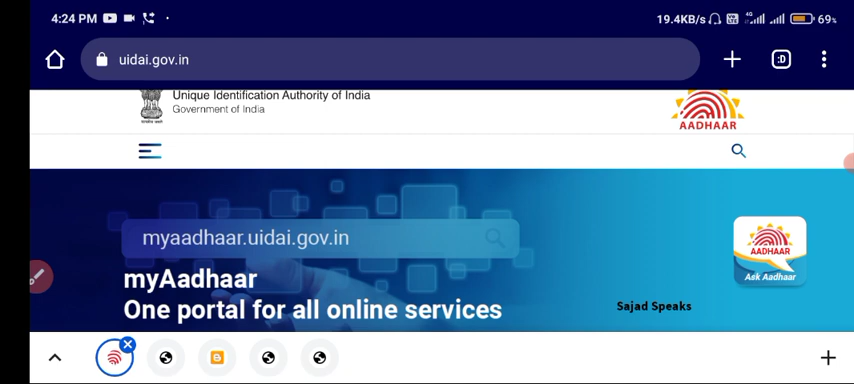 4:24 PM
19.4KB/s
4G
69%
uidai.gov.in
:D
Unique Identification Authority of India
Government of India
AADHAAR
myaadhaar.uidai.gov.in
AADHAAR
Ask Aadhaar
myAadhaar
One portal for all online services
Sajad Speaks